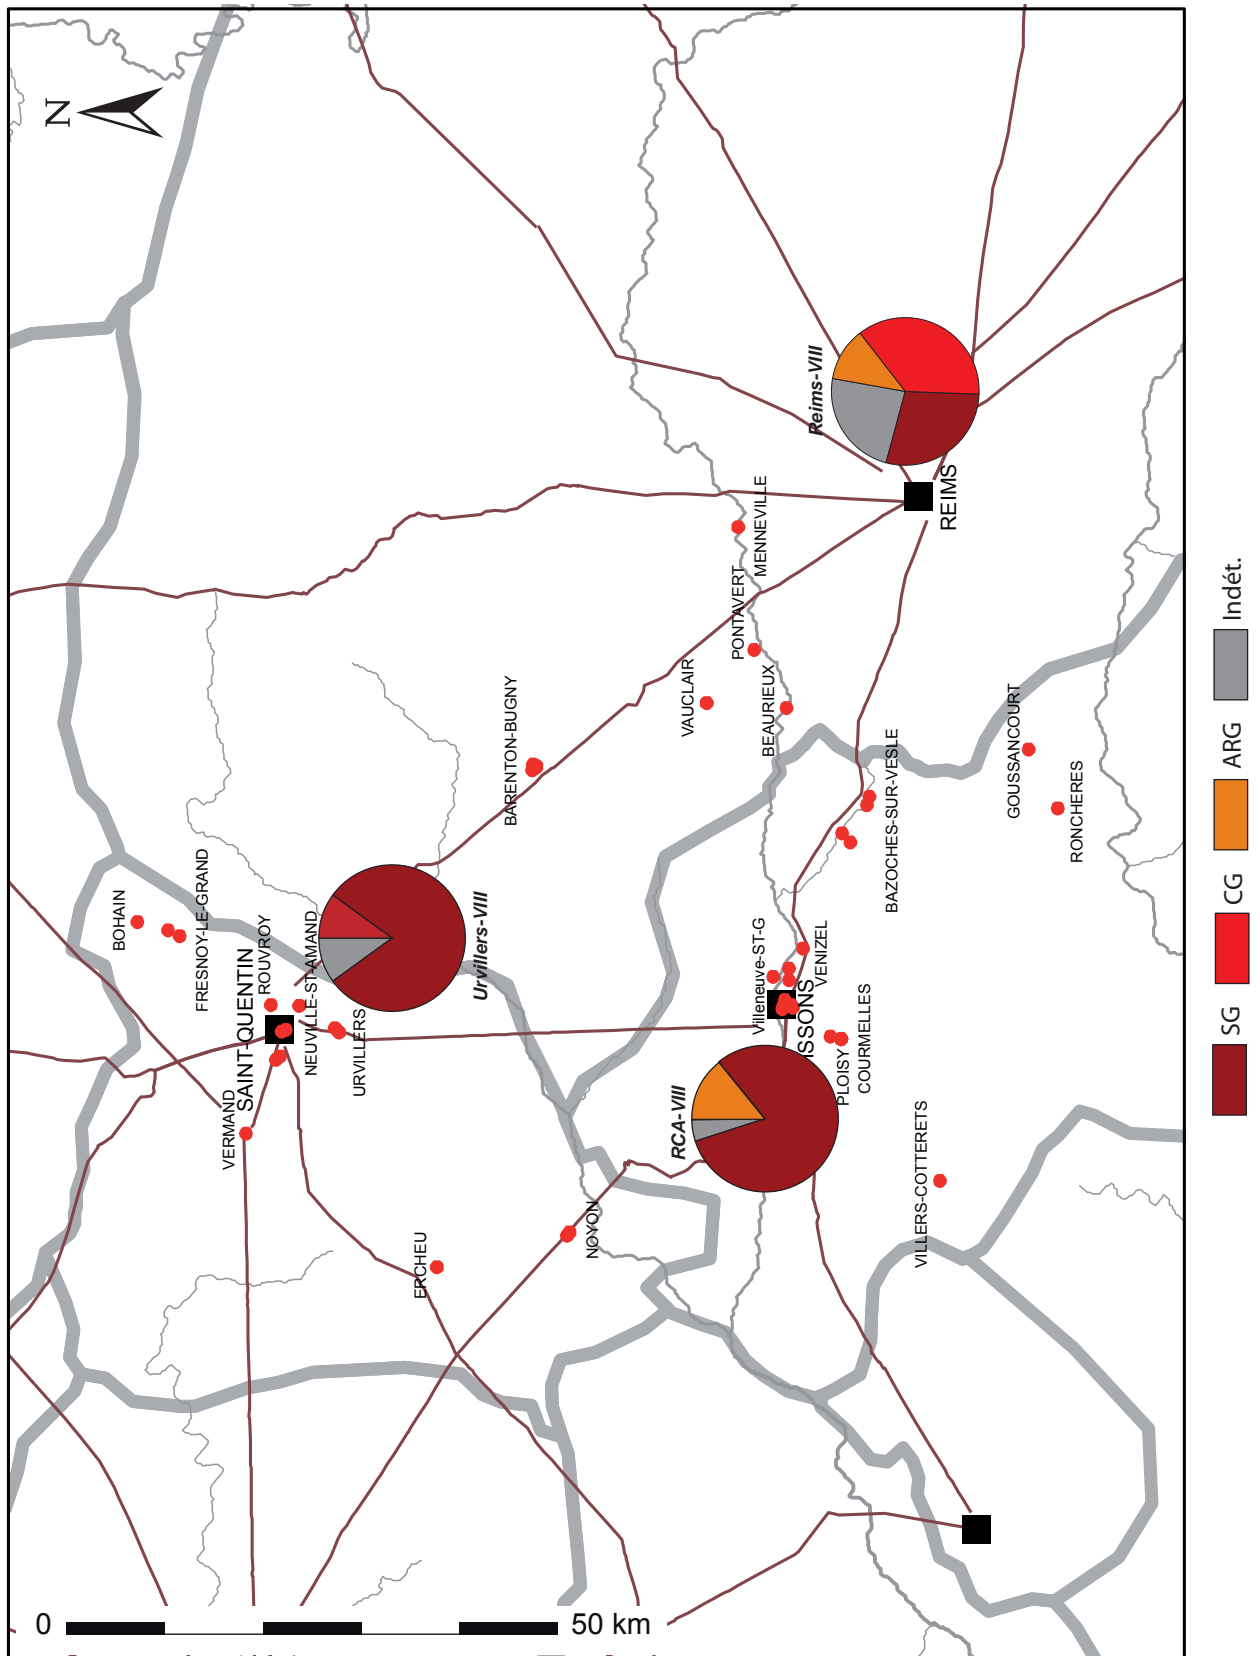 N
BOHAIN
FRESNOY-LE-GRAND
ROUVROY
SAINT-QUENTIN
NEUVILLE-ST-AMAND
URVILLERS
VERMAND
Urvillers-VIII
BARENTON-BUGNY
ERCHEU
NOYON
VAUCLAIR
PONTAVERT
MENNEVILLE
BEAURIEUX
Reims-VIII
REIMS
Villeneuve-ST-G
VENIZEL
ISSONS
PLOISY
COURMELLES
RCA-VIII
BAZOCHES-SUR-VESLE
GOUSSANCOURT
RONCHERES
VILLERS-COTTERETS
0 50 km
SG CG ARG Indét.